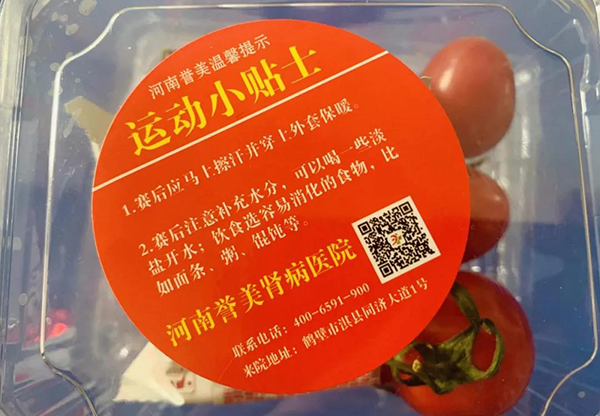 河南誉美温馨提示
运动小贴士
1.赛后应马上擦汗并穿上外套保暖。
2.赛后注意补充水分，可以喝一些淡
盐开水；饮食选容易消化的食物，比
如面条、粥、馄饨等。
河南誉美肾病医院
联系电话：400-6591-900
来院地址：鹤壁市淇县同济大道1号